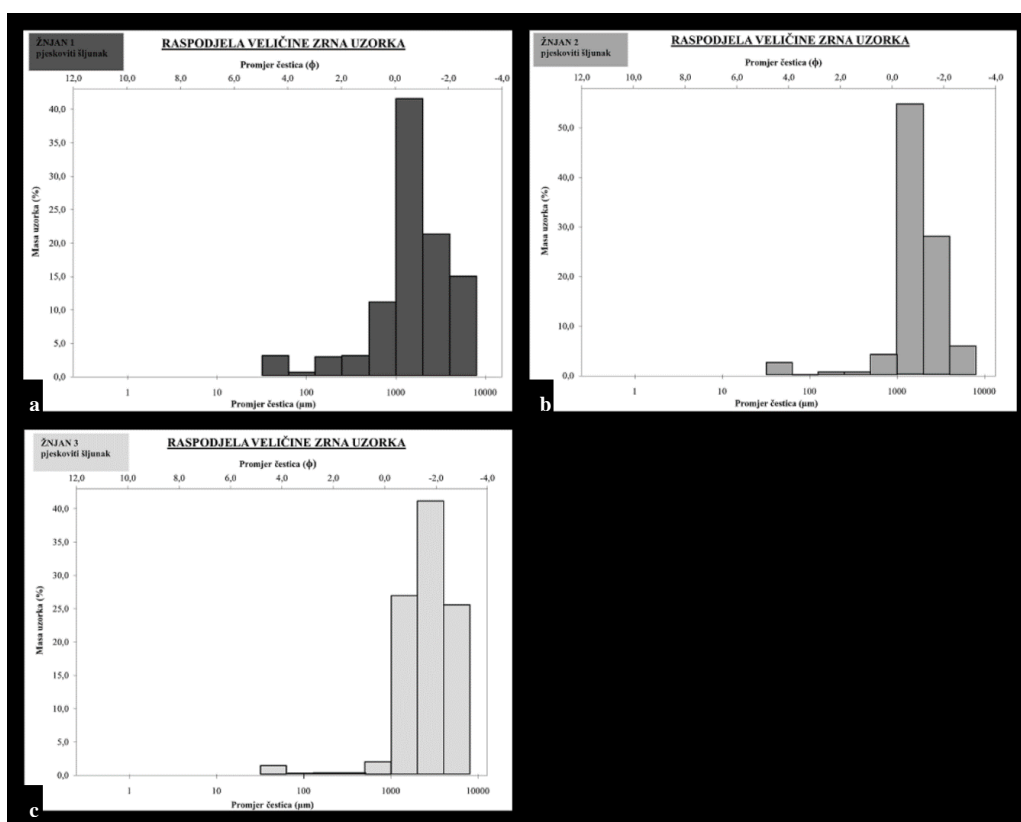 ŽNJAN 1
pjeskoviti šljunak
RASPODJELA VELIČINE ZRNA UZORKA
Promjer čestica (ϕ)
12,0 10,0 8,0 6,0 4,0 2,0 0,0 -2,0 -4,0
Masa uzorka (%)
40,0
35,0
30,0
25,0
20,0
15,0
10,0
5,0
0,0
1 10 100 1000 10000
Promjer čestica (μm)
a
ŽNJAN 2
pjeskoviti šljunak
RASPODJELA VELIČINE ZRNA UZORKA
Promjer čestica (ϕ)
12,0 10,0 8,0 6,0 4,0 2,0 0,0 -2,0 -4,0
Masa uzorka (%)
50,0
40,0
30,0
20,0
10,0
0,0
1 10 100 1000 10000
Promjer čestica (μm)
b
ŽNJAN 3
pjeskoviti šljunak
RASPODJELA VELIČINE ZRNA UZORKA
Promjer čestica (ϕ)
12,0 10,0 8,0 6,0 4,0 2,0 0,0 -2,0 -4,0
Masa uzorka (%)
40,0
35,0
30,0
25,0
20,0
15,0
10,0
5,0
0,0
1 10 100 1000 10000
Promjer čestica (μm)
c